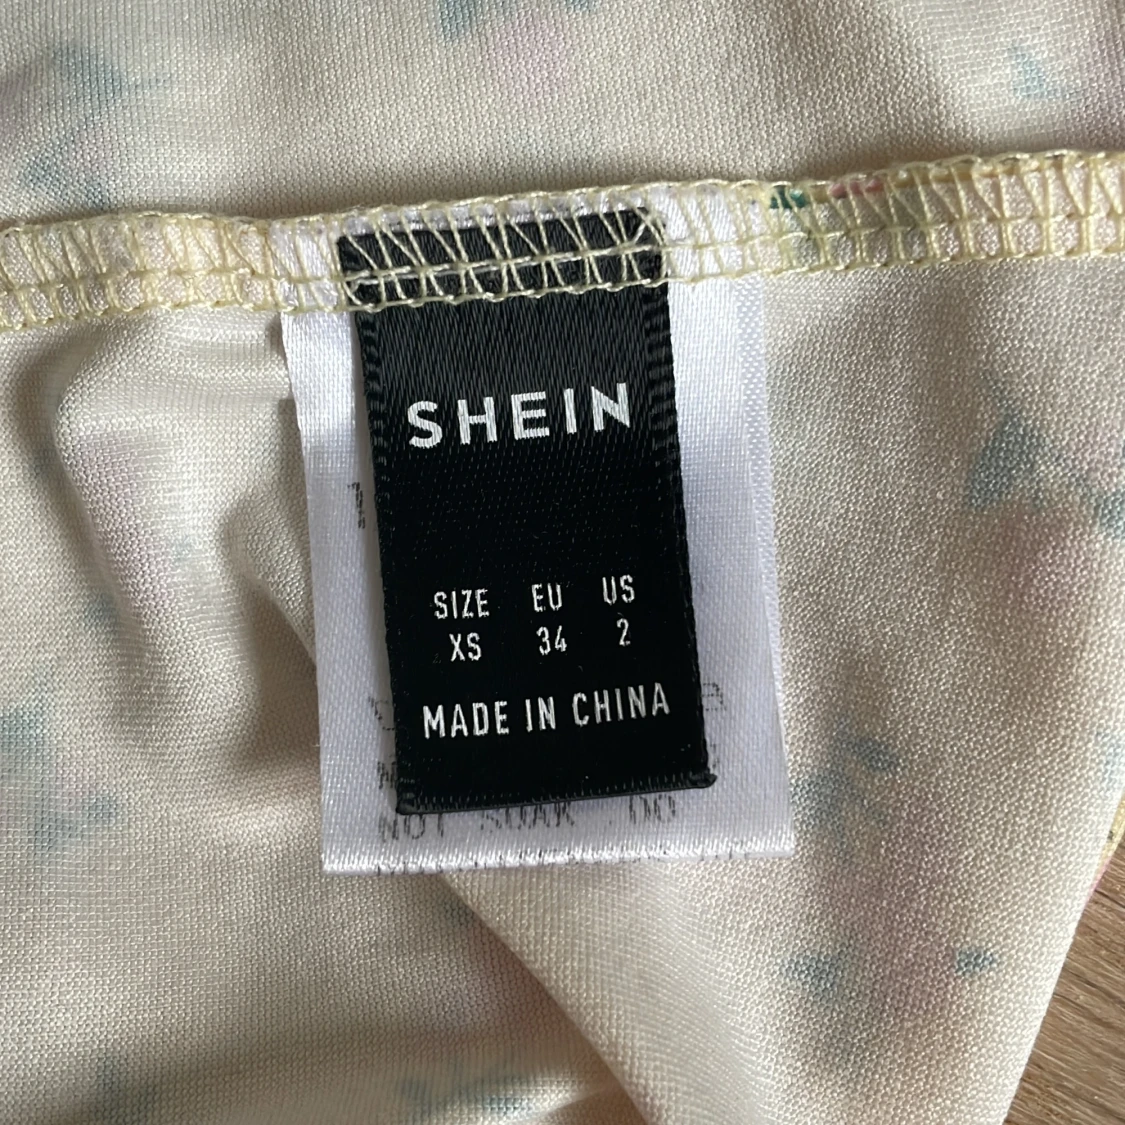 SHEIN
SIZE EU US
XS 34 2
MADE IN CHINA
NOT SOAK DO